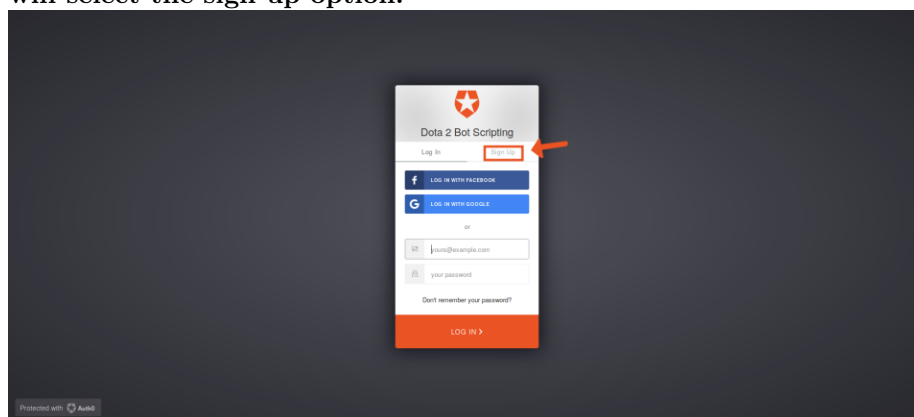 will select the sign up option.
Dota 2 Bot Scripting
Log In
Sign Up
LOG IN WITH FACEBOOK
G LOG IN WITH GOOGLE
or
yours@example.com
your password
Don't remember your password?
LOG IN >
Protected with Auth0